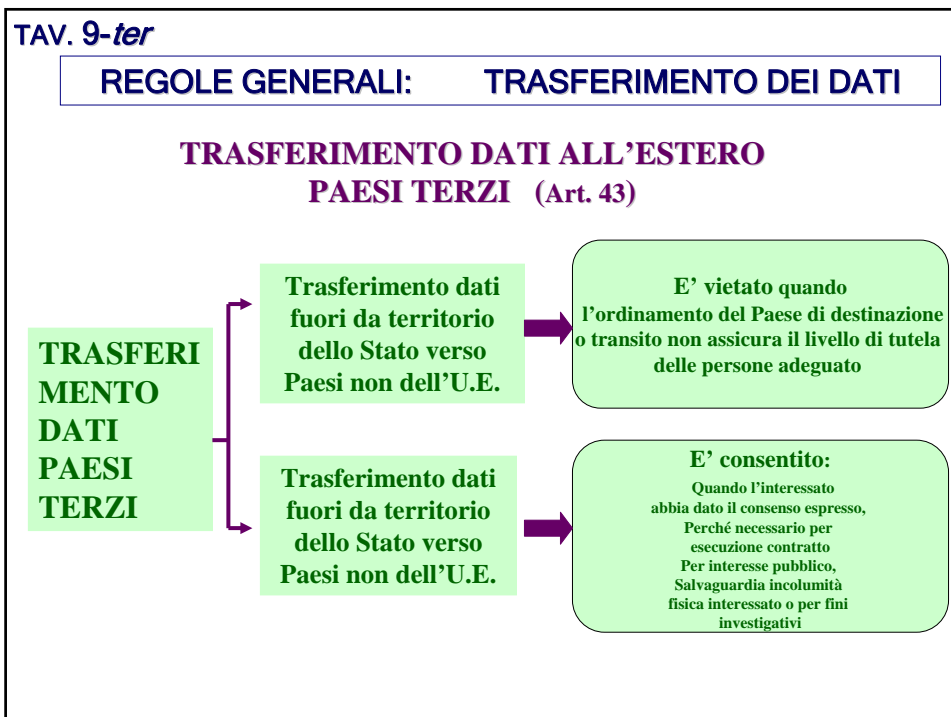 TAV. 9-ter
REGOLE GENERALI: TRASFERIMENTO DEI DATI
TRASFERIMENTO DATI ALL’ESTERO
PAESI TERZI (Art. 43)
TRASFERI
MENTO
DATI
PAESI
TERZI
Trasferimento dati
fuori da territorio
dello Stato verso
Paesi non dell’U.E.
E’ vietato quando
l’ordinamento del Paese di destinazione
o transito non assicura il livello di tutela
delle persone adeguato
Trasferimento dati
fuori da territorio
dello Stato verso
Paesi non dell’U.E.
E’ consentito:
Quando l’interessato
abbia dato il consenso espresso,
Perché necessario per
esecuzione contratto
Per interesse pubblico,
Salvaguardia incolumità
fisica interessato o per fini
investigativi